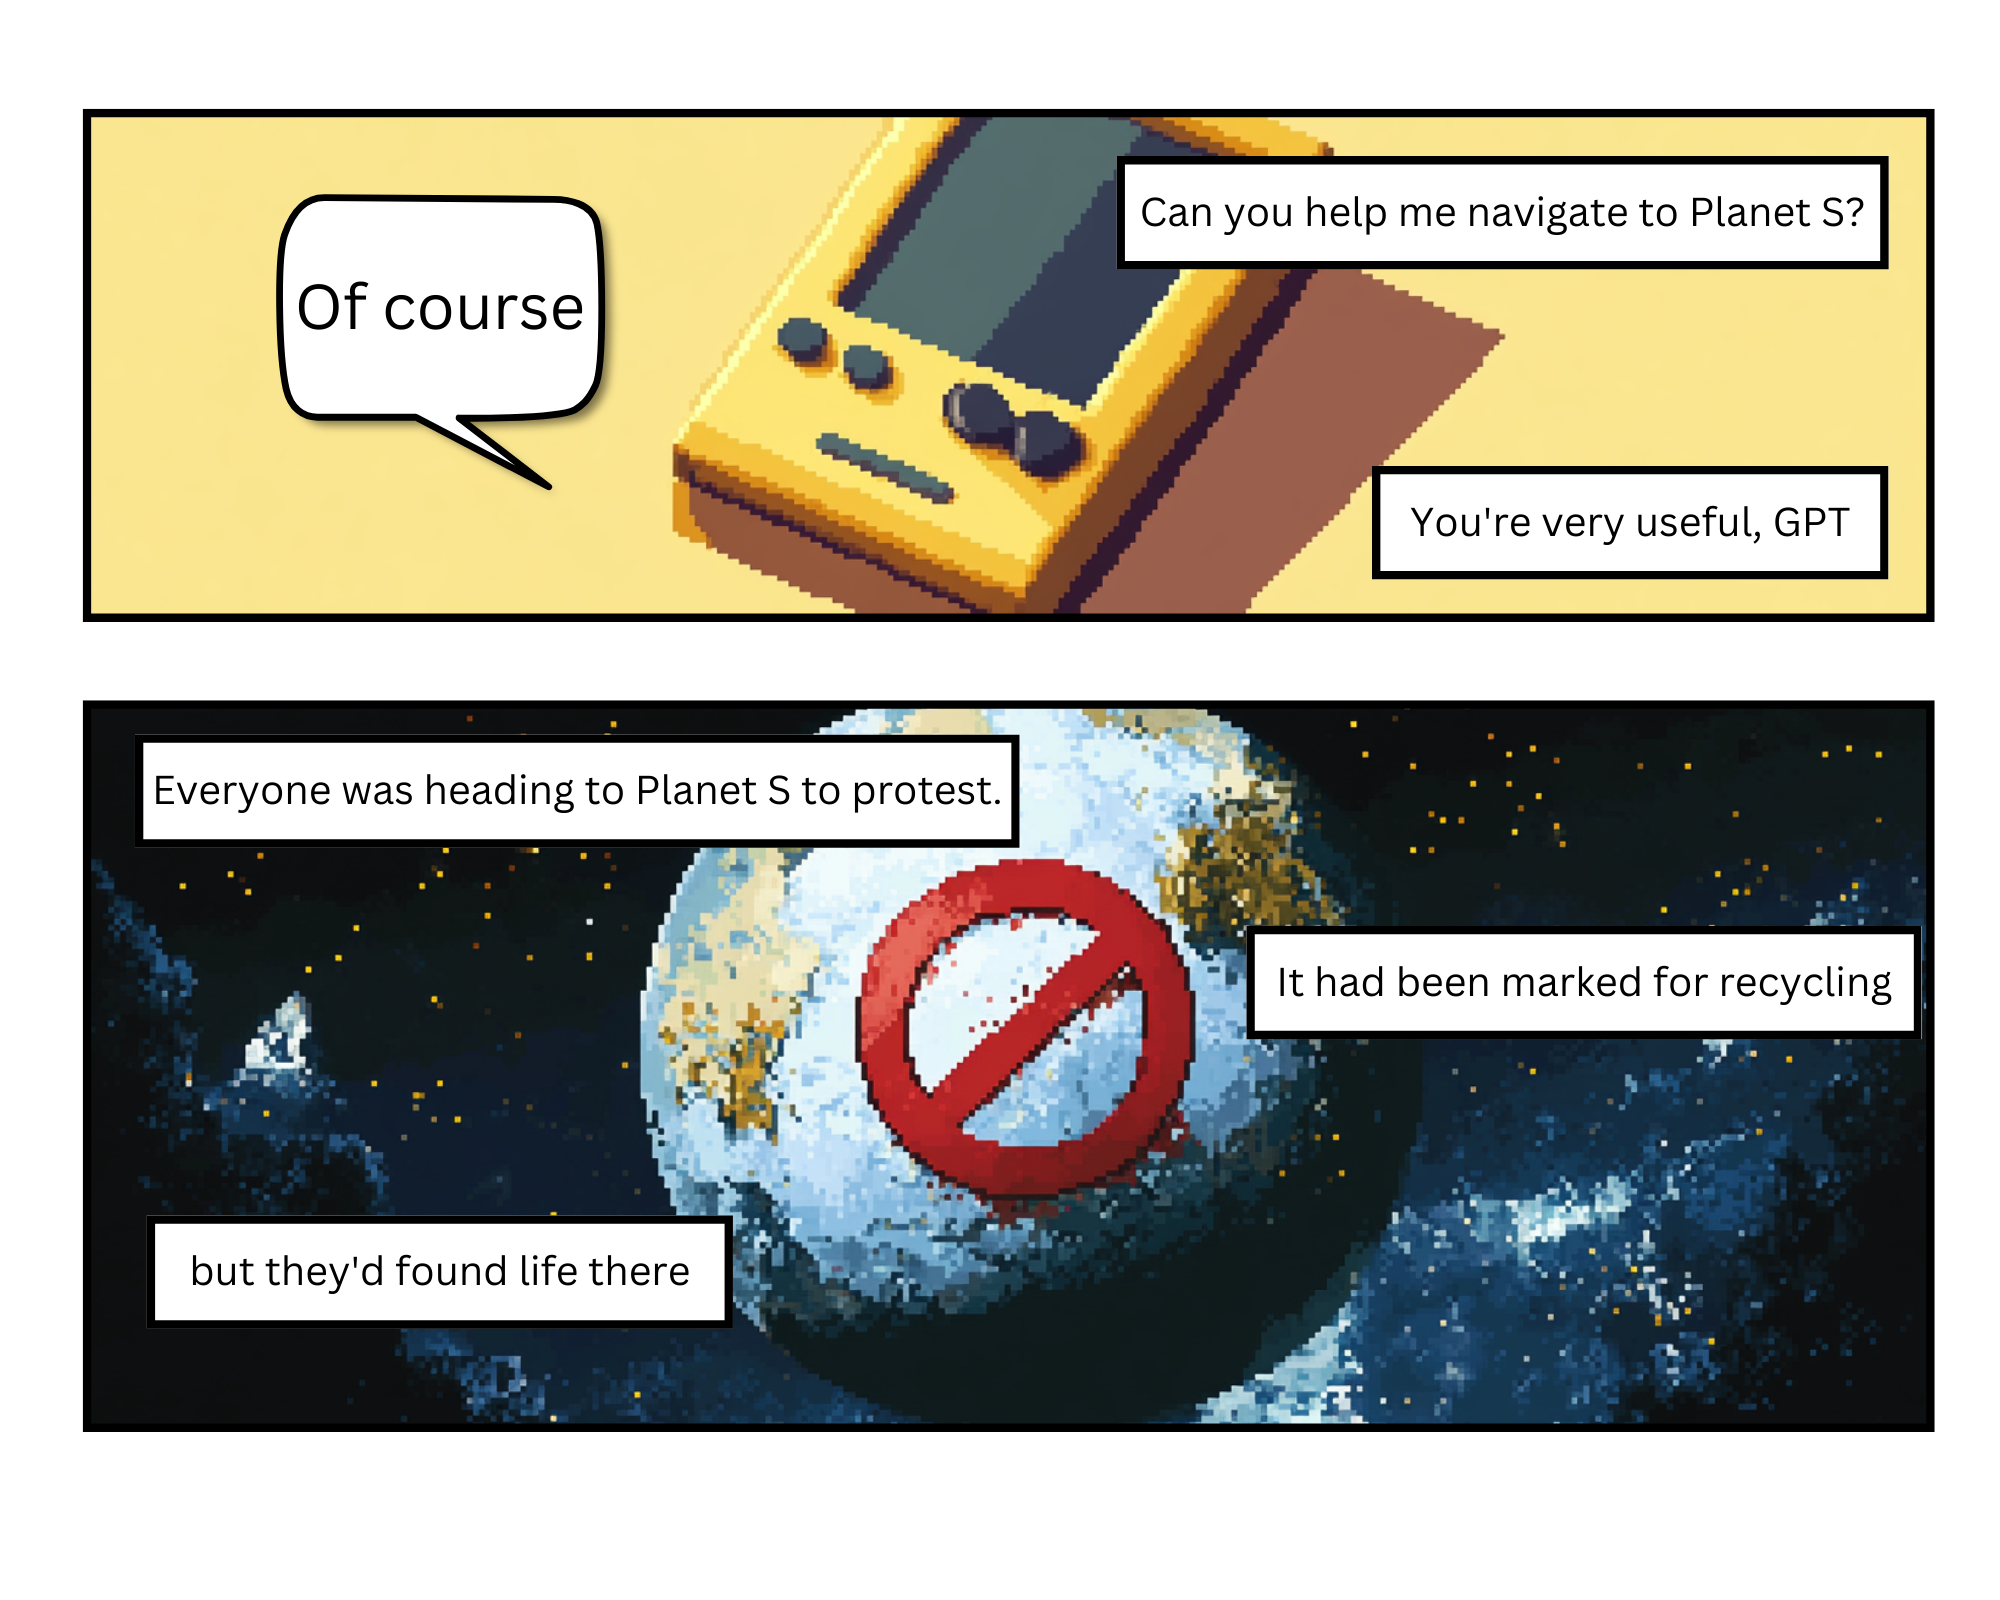 Can you help me navigate to Planet S?
Of course
You're very useful, GPT
Everyone was heading to Planet S to protest.
It had been marked for recycling
but they'd found life there